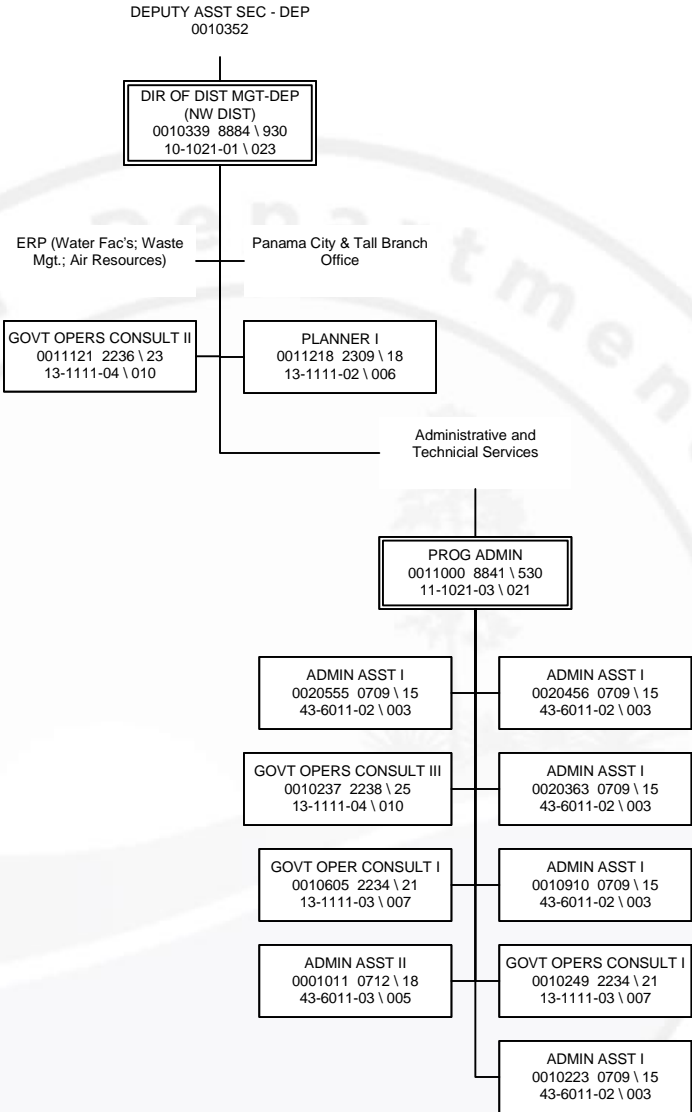 DEPUTY ASST SEC - DEP
0010352
DIR OF DIST MGT-DEP
(NW DIST)
0010339 8884 \ 930
10-1021-01 \ 023
ERP (Water Fac's; Waste
Mgt.; Air Resources)
Panama City & Tall Branch
Office
GOVT OPERS CONSULT II
0011121 2236 \ 23
13-1111-04 \ 010
PLANNER I
0011218 2309 \ 18
13-1111-02 \ 006
Administrative and
Technicial Services
PROG ADMIN
0011000 8841 \ 530
11-1021-03 \ 021
ADMIN ASST I
0020555 0709 \ 15
43-6011-02 \ 003
ADMIN ASST I
0020456 0709 \ 15
43-6011-02 \ 003
GOVT OPERS CONSULT III
0010237 2238 \ 25
13-1111-04 \ 010
ADMIN ASST I
0020363 0709 \ 15
43-6011-02 \ 003
GOVT OPER CONSULT I
0010605 2234 \ 21
13-1111-03 \ 007
ADMIN ASST I
0010910 0709 \ 15
43-6011-02 \ 003
ADMIN ASST II
0001011 0712 \ 18
43-6011-03 \ 005
GOVT OPERS CONSULT I
0010249 2234 \ 21
13-1111-03 \ 007
ADMIN ASST I
0010223 0709 \ 15
43-6011-02 \ 003